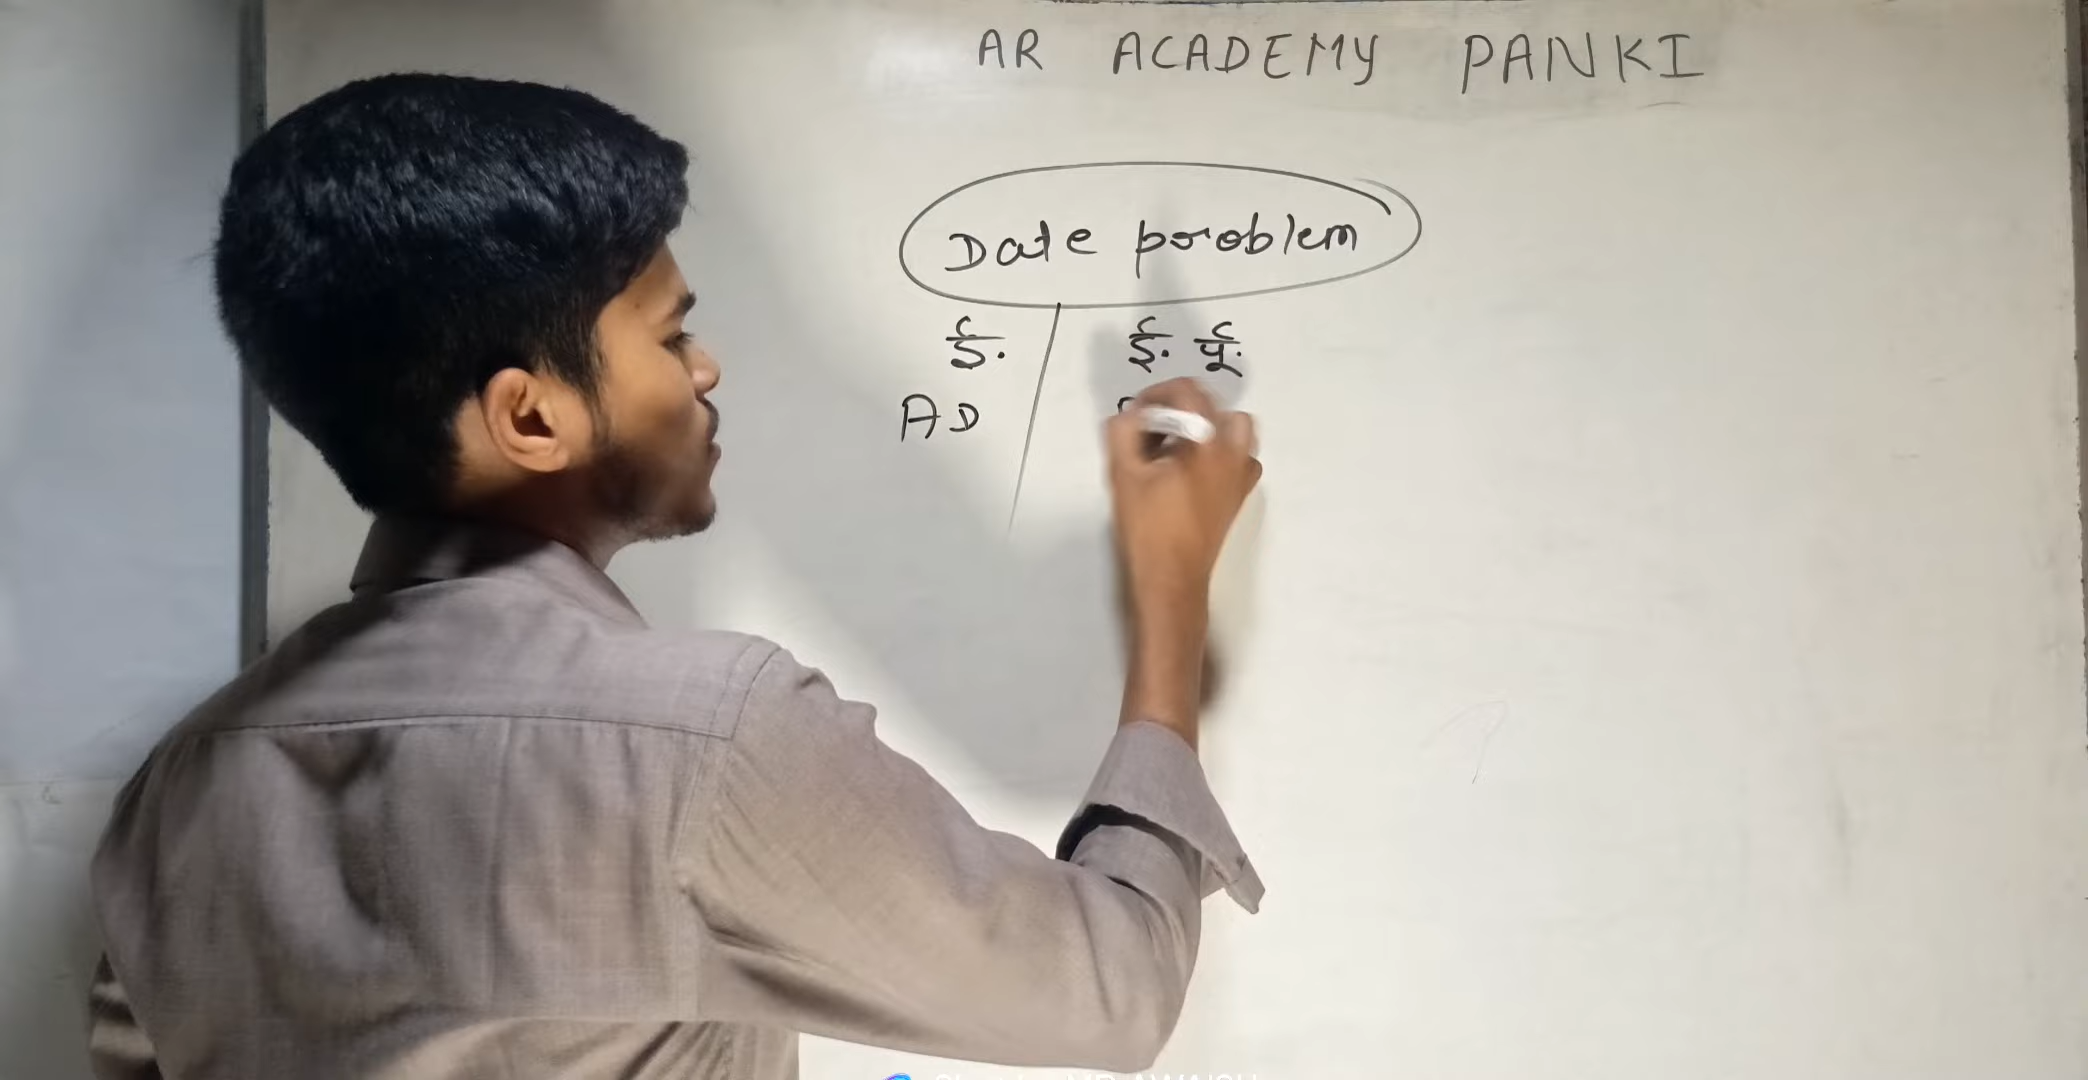 AR ACADEMY PANKI
Date problem
ई. ई. पू.
AD